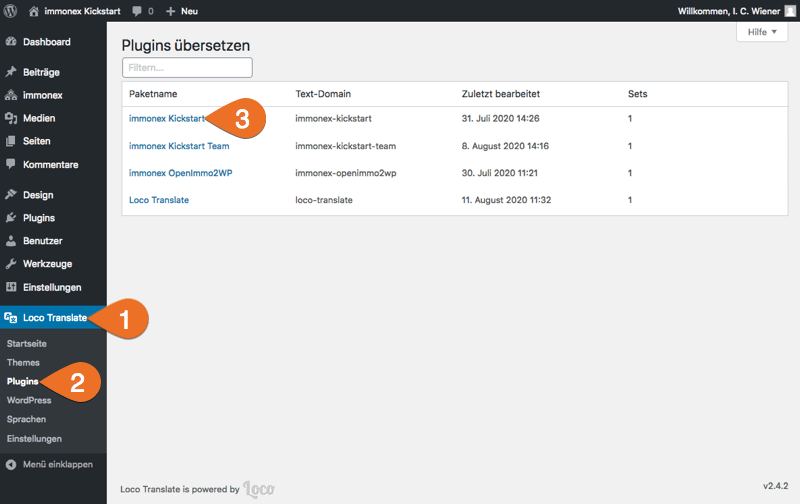 immonex Kickstart 0 Neu Willkommen, I. C. Wiener
Hilfe
Dashboard
Beiträge
immonex
Medien
Seiten
Kommentare
Design
Plugins
Benutzer
Werkzeuge
Einstellungen
Loco Translate
1
Startseite
Themes
Plugins
2
WordPress
Sprachen
Einstellungen
Menü einklappen
Plugins übersetzen
Filtern...
Paketname Text-Domain Zuletzt bearbeitet Sets
immonex Kickstart 3 immonex-kickstart 31. Juli 2020 14:26 1
immonex Kickstart Team immonex-kickstart-team 8. August 2020 14:16 1
immonex OpenImmo2WP immonex-openimmo2wp 30. Juli 2020 11:21 1
Loco Translate loco-translate 11. August 2020 11:32 1
Loco Translate is powered by Loco
v2.4.2